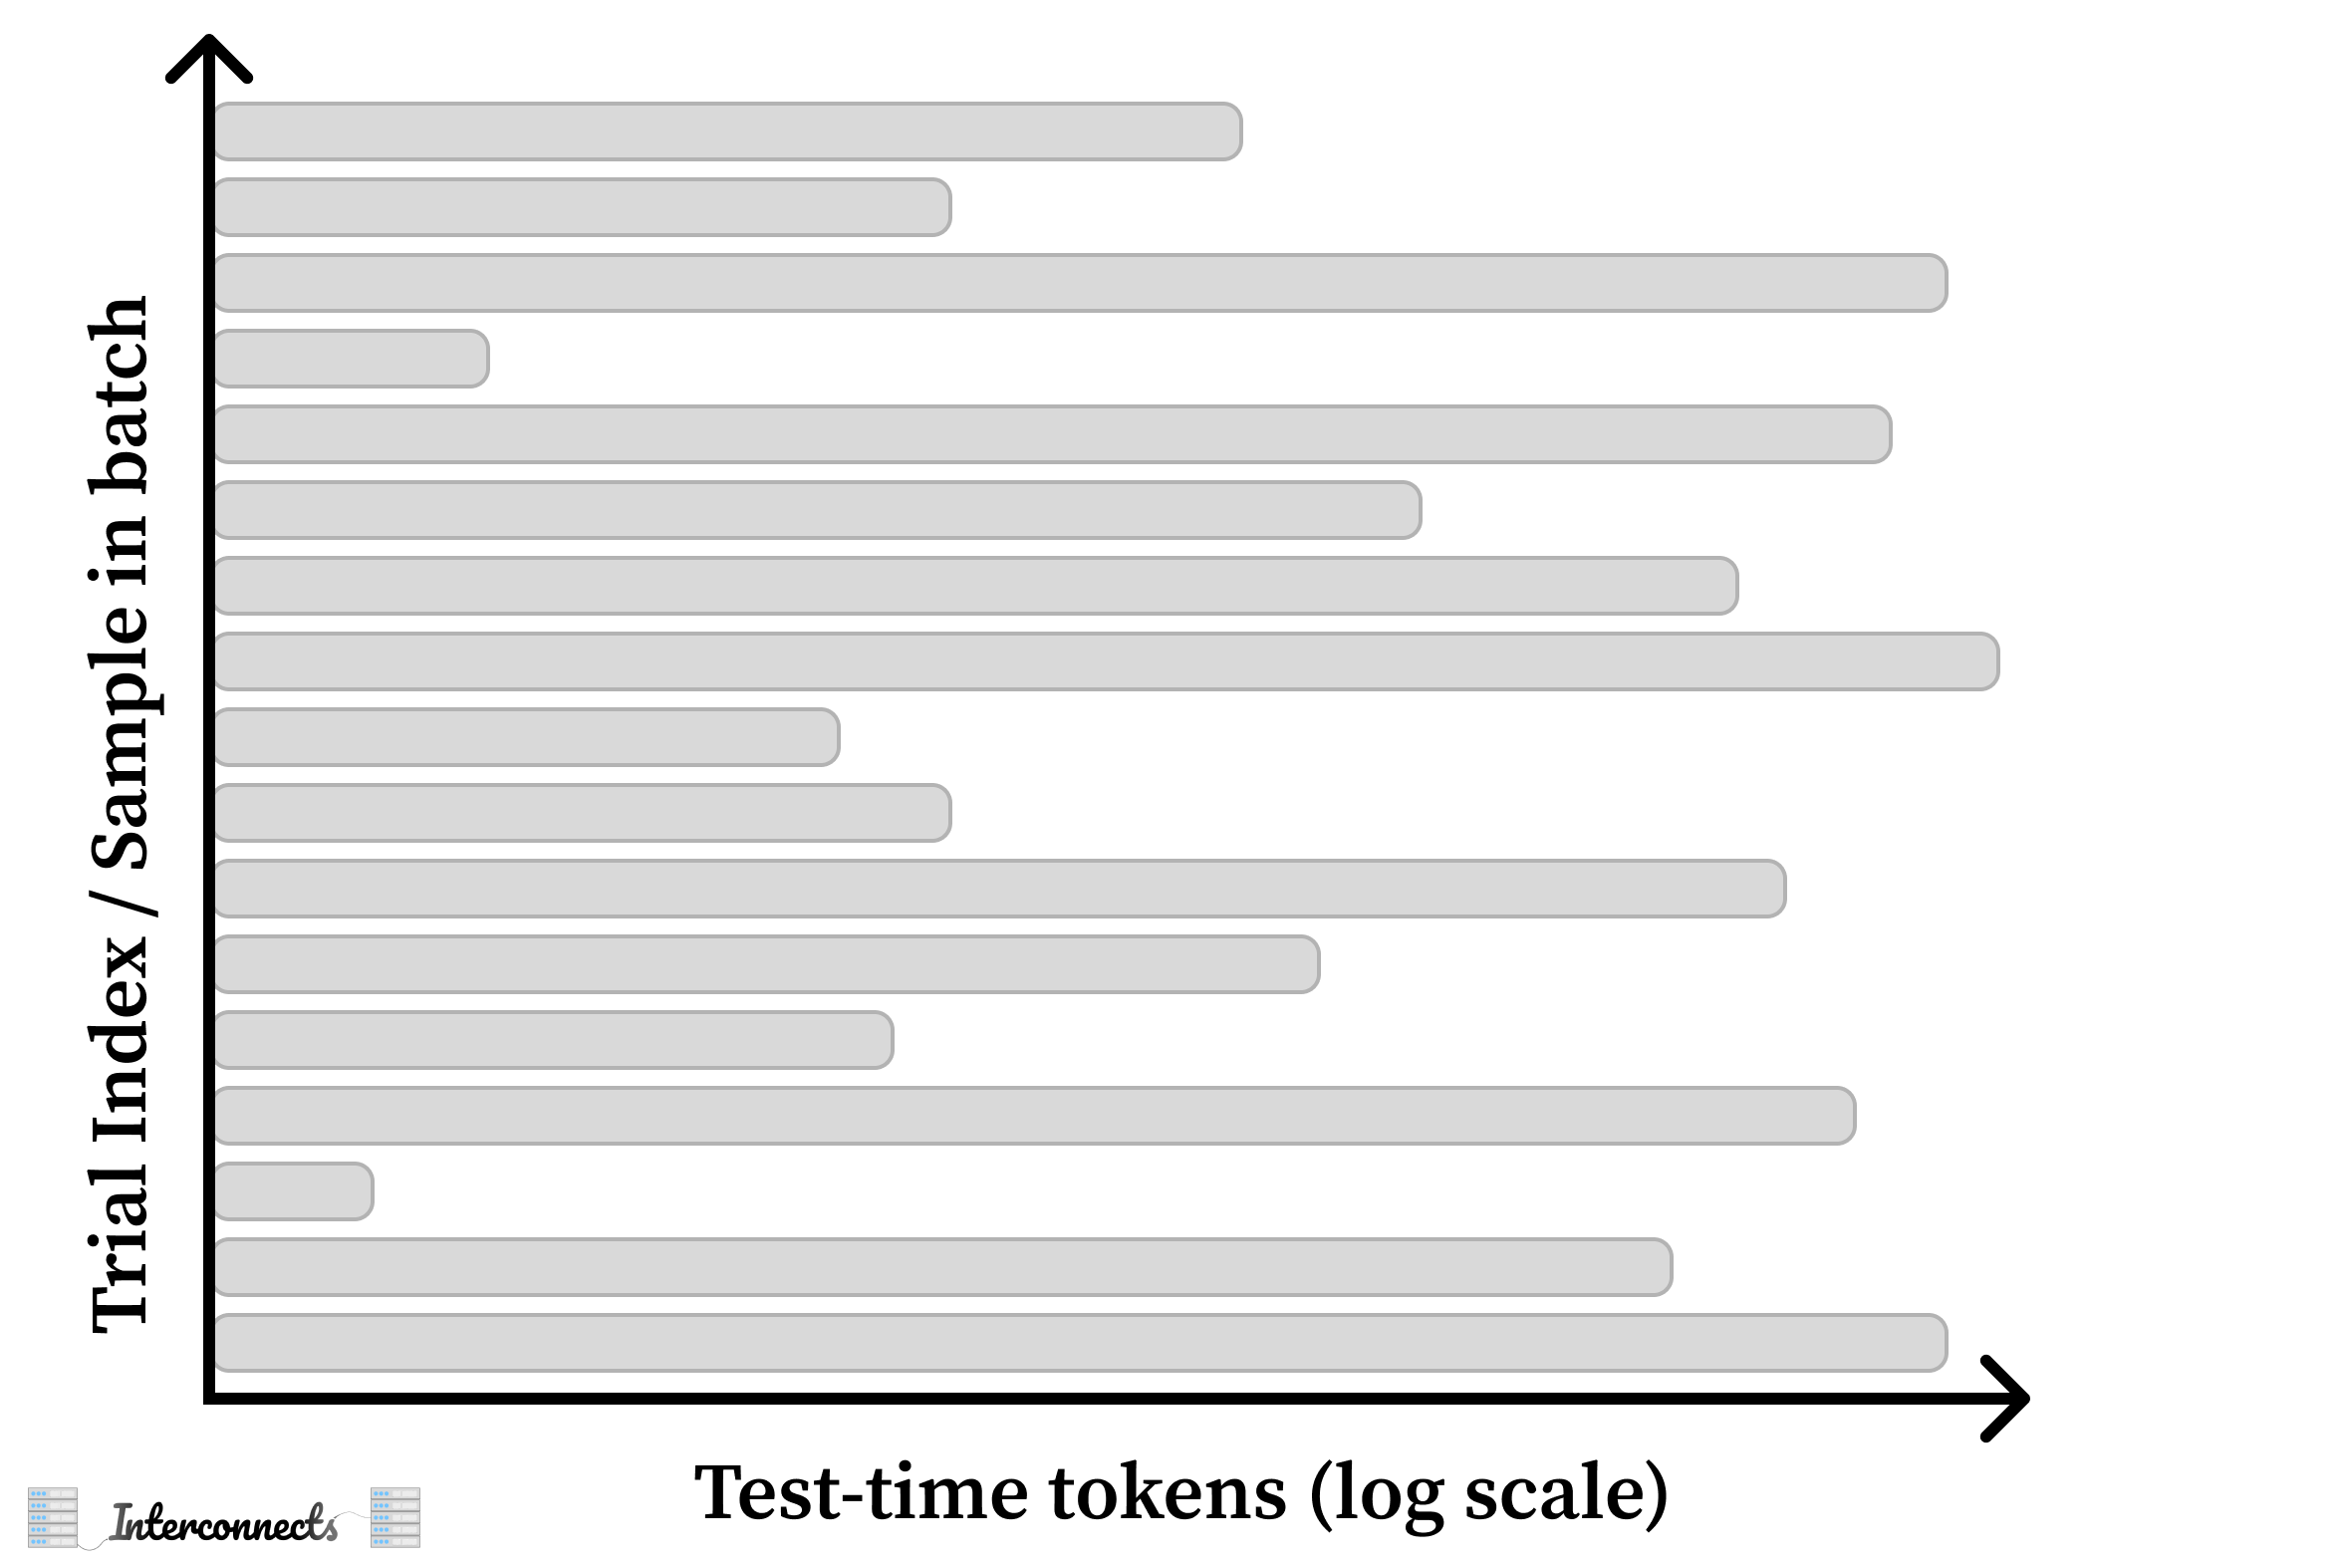 Trial Index / Sample in batch
Test-time tokens (log scale)
Interconnects